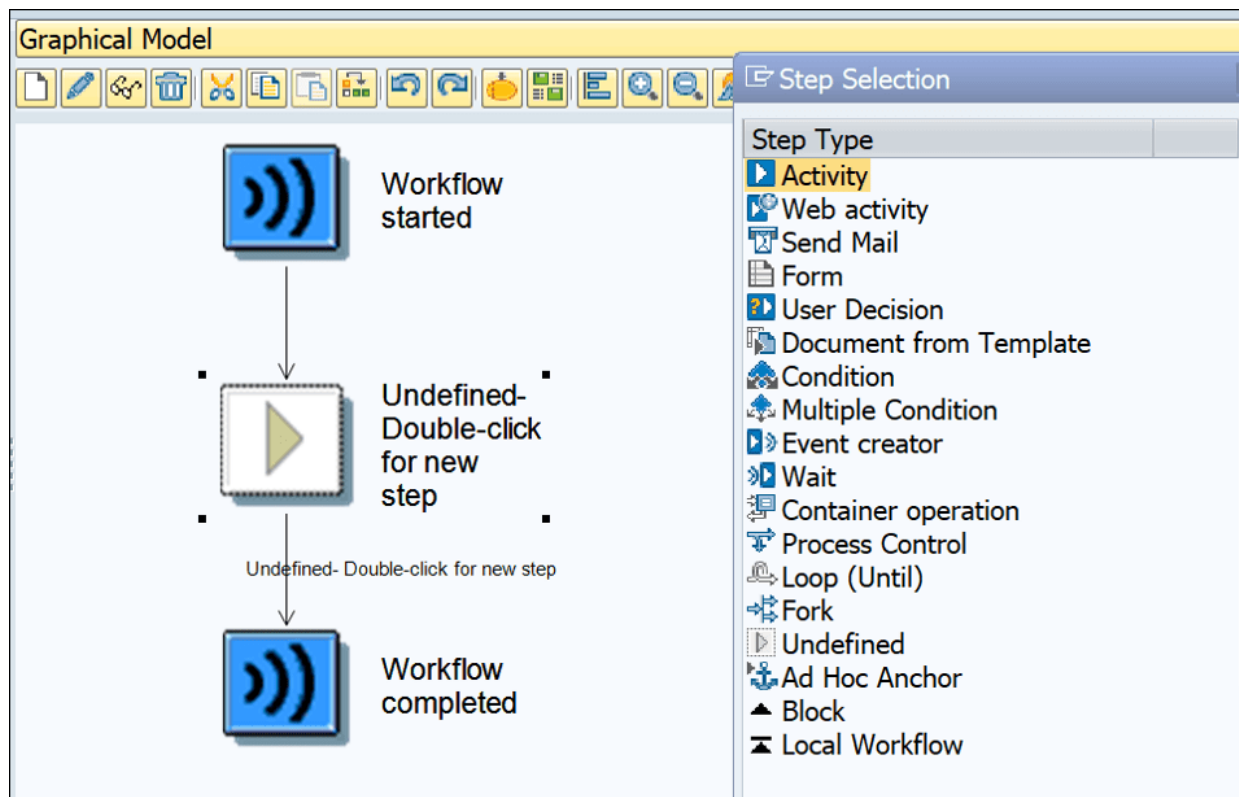 Graphical Model
Step Selection
Step Type
Activity
Web activity
Send Mail
Form
User Decision
Document from Template
Condition
Multiple Condition
Event creator
Wait
Container operation
Process Control
Loop (Until)
Fork
Undefined
Ad Hoc Anchor
Block
Local Workflow
Workflow
started
Undefined-
Double-click
for new
step
Undefined- Double-click for new step
Workflow
completed